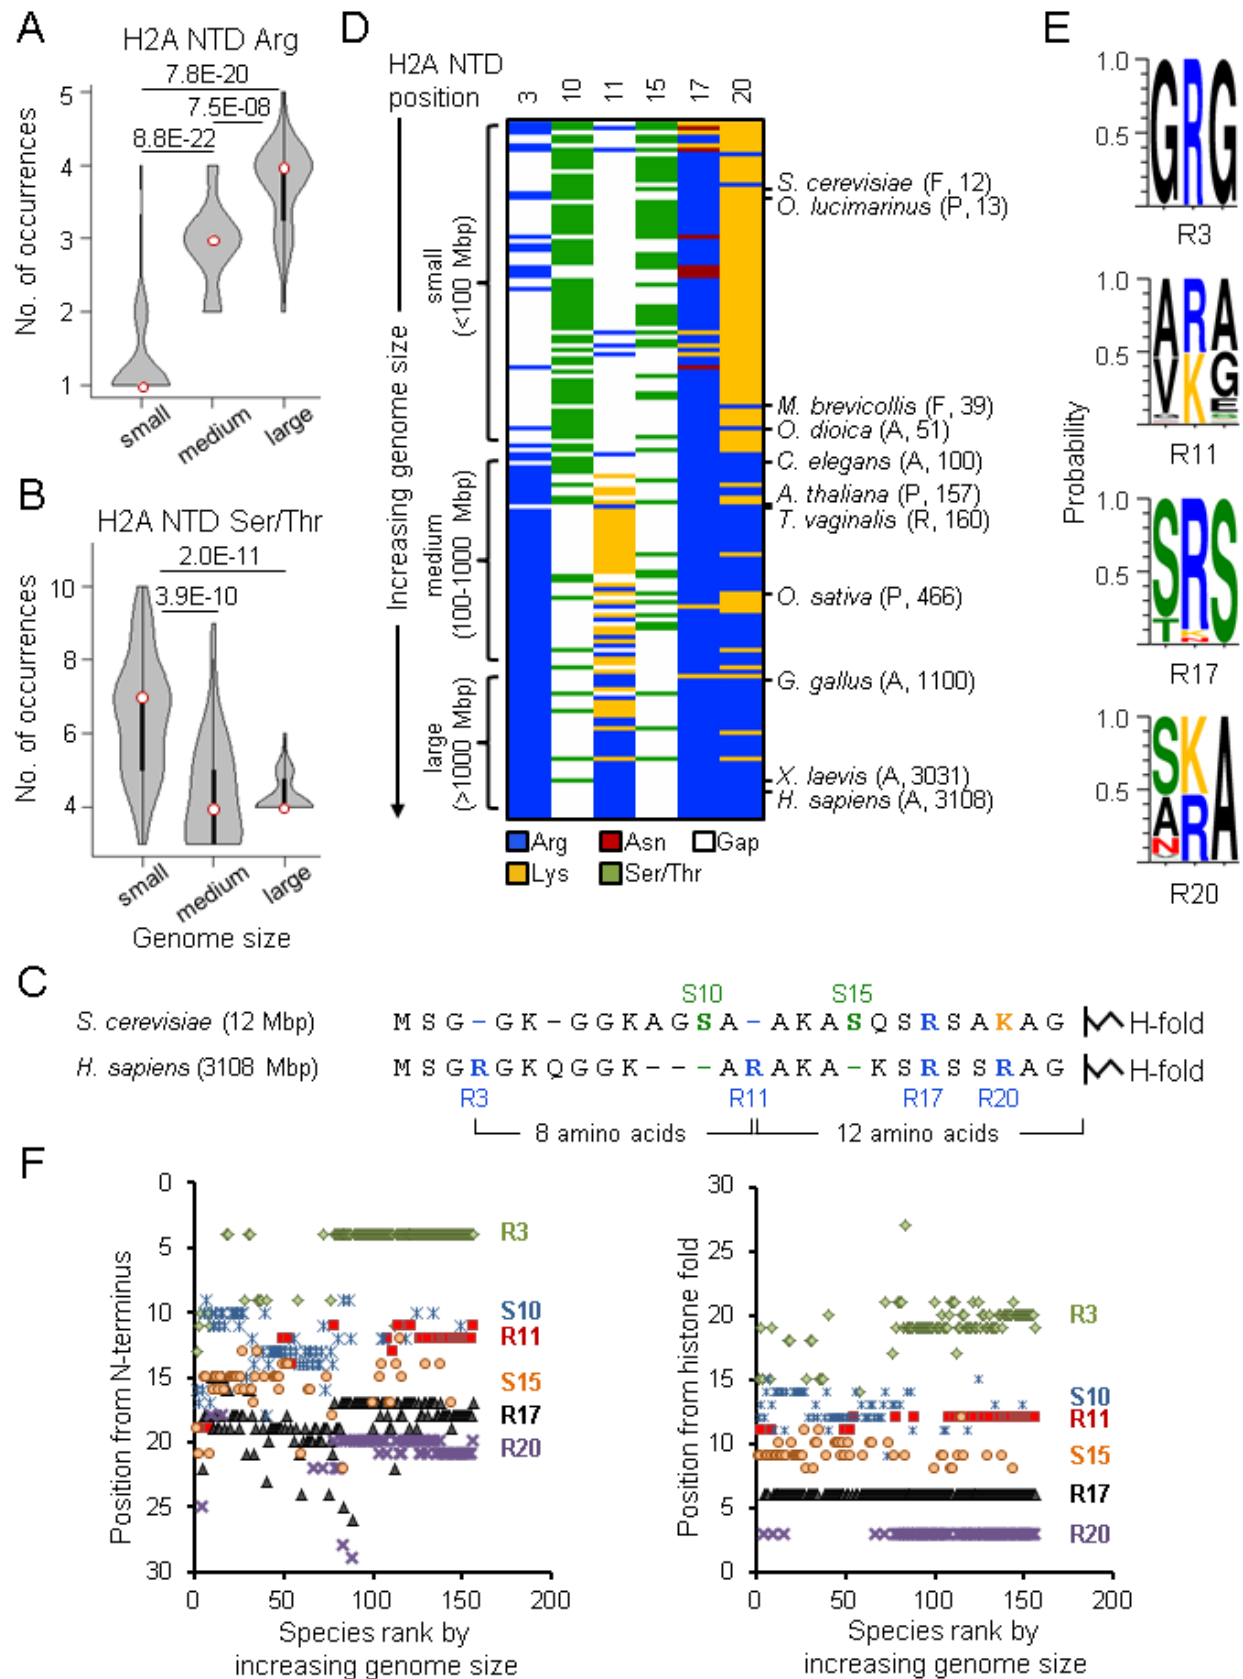 A
H2A NTD Arg
7.8E-20
7.5E-08
8.8E-22
No. of occurrences
5
4
3
2
1
small
medium
large
B
H2A NTD Ser/Thr
2.0E-11
3.9E-10
No. of occurrences
10
8
6
4
small
medium
large
Genome size
D
H2A NTD
position
3 10 11 15 17 20
Increasing genome size
small
(<100 Mbp)
medium
(100-1000 Mbp)
large
(>1000 Mbp)
S. cerevisiae (F, 12)
O. lucimarinus (P, 13)
M. brevicollis (F, 39)
O. dioica (A, 51)
C. elegans (A, 100)
A. thaliana (P, 157)
T. vaginalis (R, 160)
O. sativa (P, 466)
G. gallus (A, 1100)
X. laevis (A, 3031)
H. sapiens (A, 3108)
Arg Asn Gap
Lys Ser/Thr
E
Probability
1.0
0.5
G R G
R3
1.0
0.5
A R A
V K G
E
R11
1.0
0.5
S R S
T K
N
R17
1.0
0.5
S K A
A R
N
R20
C
S10 S15
S. cerevisiae (12 Mbp) M S G - G K - G G K A G S A - A K A S Q S R S A K A G H-fold
H. sapiens (3108 Mbp) M S G R G K Q G G K - - - A R A K A - K S R S S R A G H-fold
R3 R11 R17 R20
8 amino acids 12 amino acids
F
Position from N-terminus
0
5
10
15
20
25
30
R3
S10
R11
S15
R17
R20
0 50 100 150 200
Species rank by
increasing genome size
Position from histone fold
30
25
20
15
10
5
0
R3
S10
R11
S15
R17
R20
0 50 100 150 200
Species rank by
increasing genome size